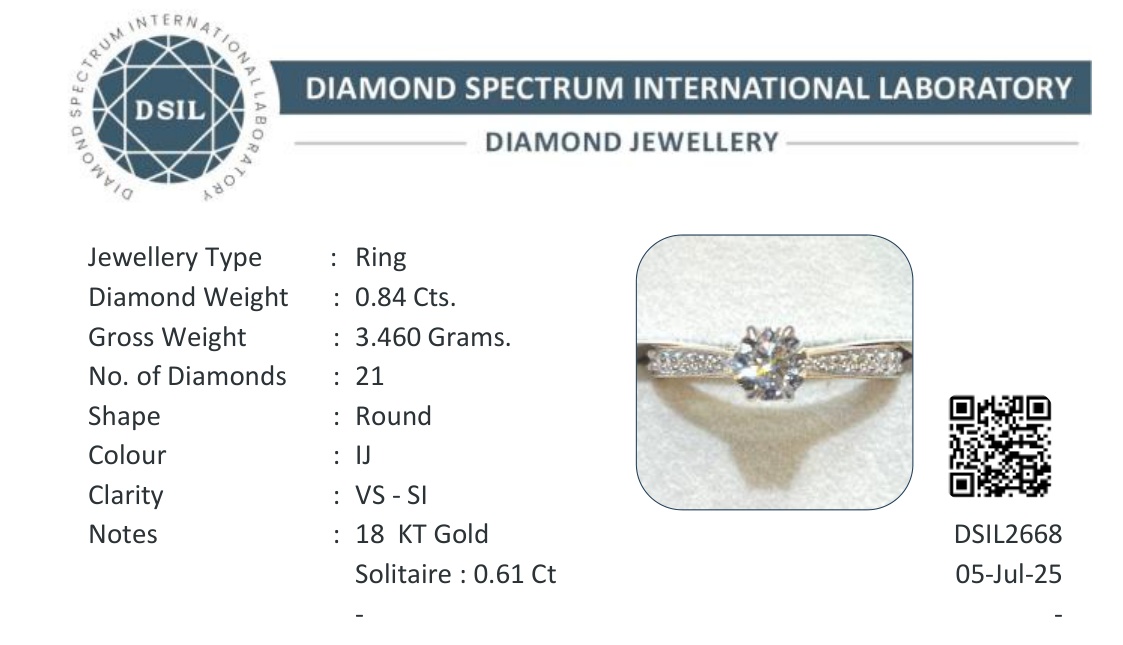 DIAMOND SPECTRUM INTERNATIONAL LABORATORY
DSIL
DIAMOND SPECTRUM INTERNATIONAL LABORATORY
DIAMOND JEWELLERY
Jewellery Type : Ring
Diamond Weight : 0.84 Cts.
Gross Weight : 3.460 Grams.
No. of Diamonds : 21
Shape : Round
Colour : IJ
Clarity : VS - SI
Notes : 18 KT Gold
Solitaire : 0.61 Ct
-
DSIL2668
05-Jul-25
-